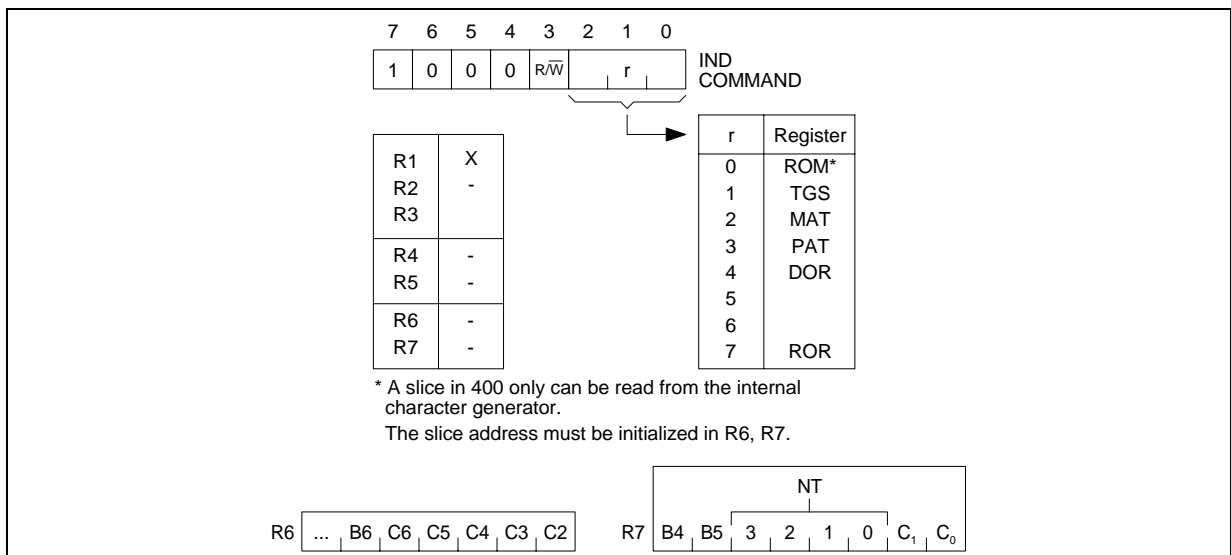 7 6 5 4 3 2 1 0
1 0 0 0 R/W̅ r
IND
COMMAND
r Register
0 ROM*
1 TGS
2 MAT
3 PAT
4 DOR
5
6
7 ROR
R1 X
R2 -
R3
R4 -
R5 -
R6 -
R7 -
* A slice in 400 only can be read from the internal
character generator.
The slice address must be initialized in R6, R7.
R6 ... B6 C6 C5 C4 C3 C2
NT
R7 B4 B5 3 2 1 0 C₁ C₀